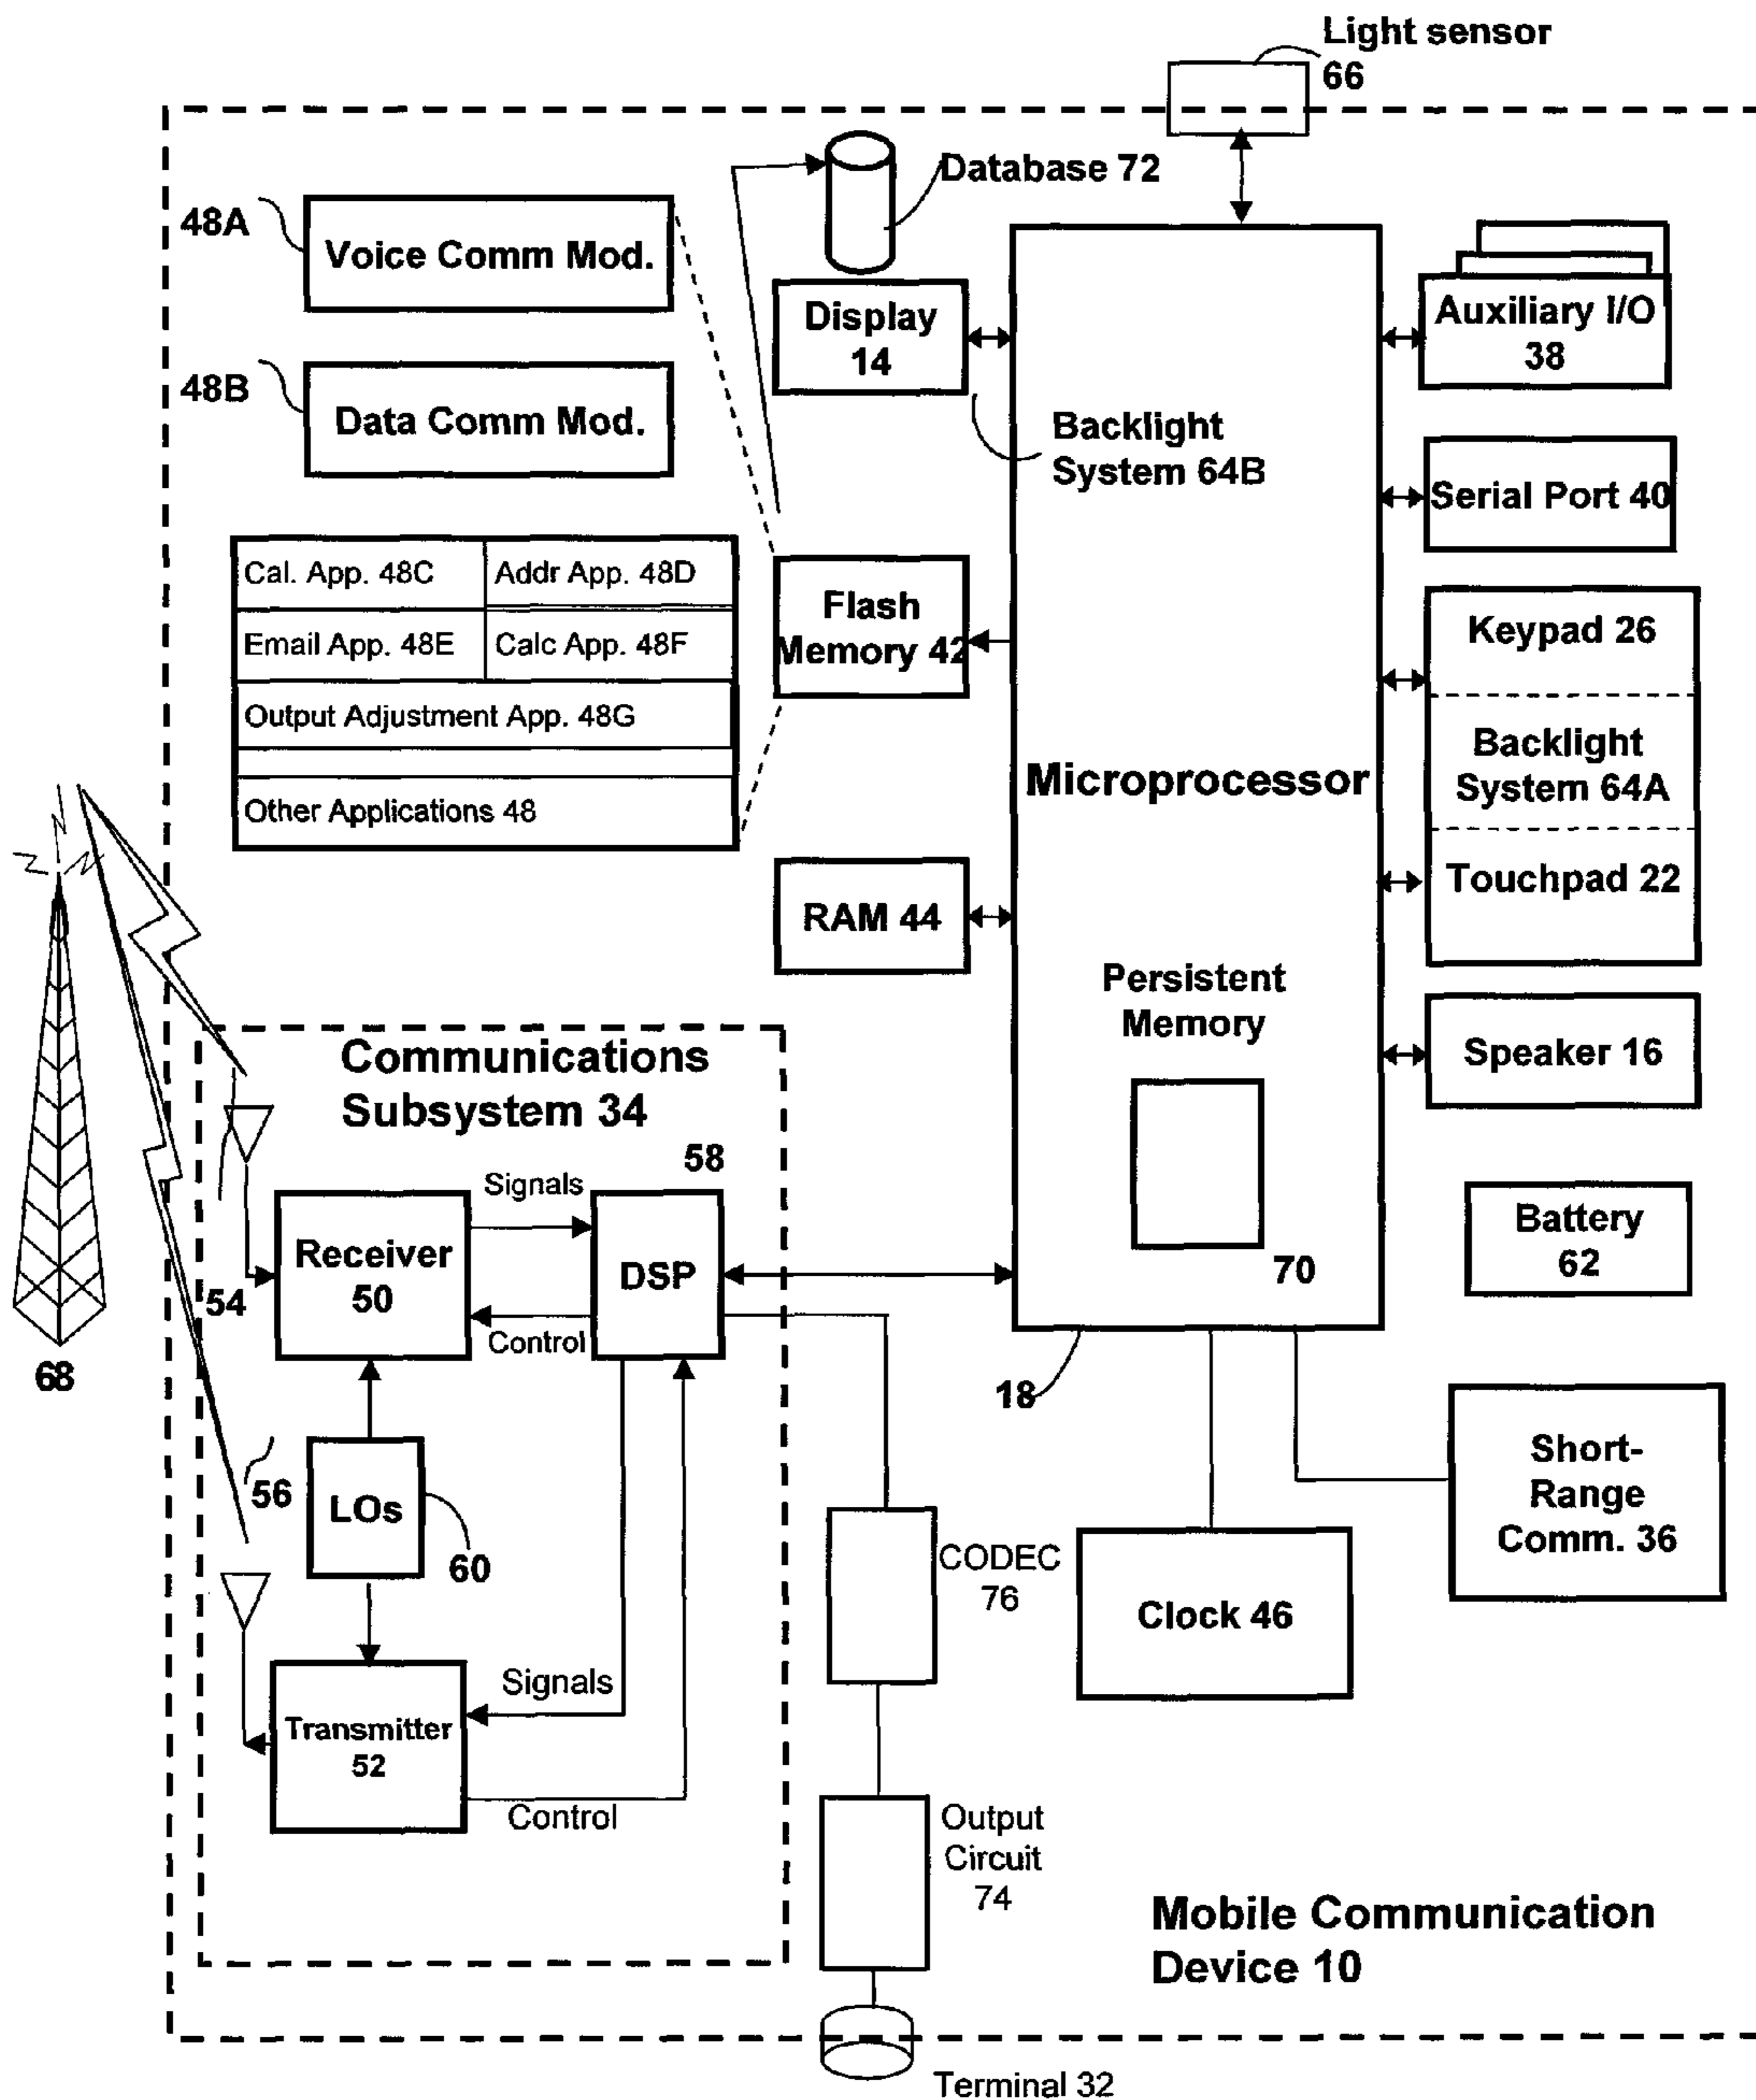 Light sensor
66
Database 72
48A
Voice Comm Mod.
Display
14
Auxiliary I/O
38
48B
Data Comm Mod.
Backlight
System 64B
Serial Port 40
Cal. App. 48C
Addr App. 48D
Email App. 48E
Calc App. 48F
Output Adjustment App. 48G
Other Applications 48
Flash
Memory 42
Keypad 26
Backlight
System 64A
Touchpad 22
Microprocessor
RAM 44
Persistent
Memory
70
Speaker 16
Communications
Subsystem 34
58
Signals
Receiver
50
DSP
Control
54
68
Battery
62
18
56
LOs
60
Short-
Range
Comm. 36
CODEC
76
Clock 46
Signals
Transmitter
52
Control
Output
Circuit
74
Mobile Communication
Device 10
Terminal 32